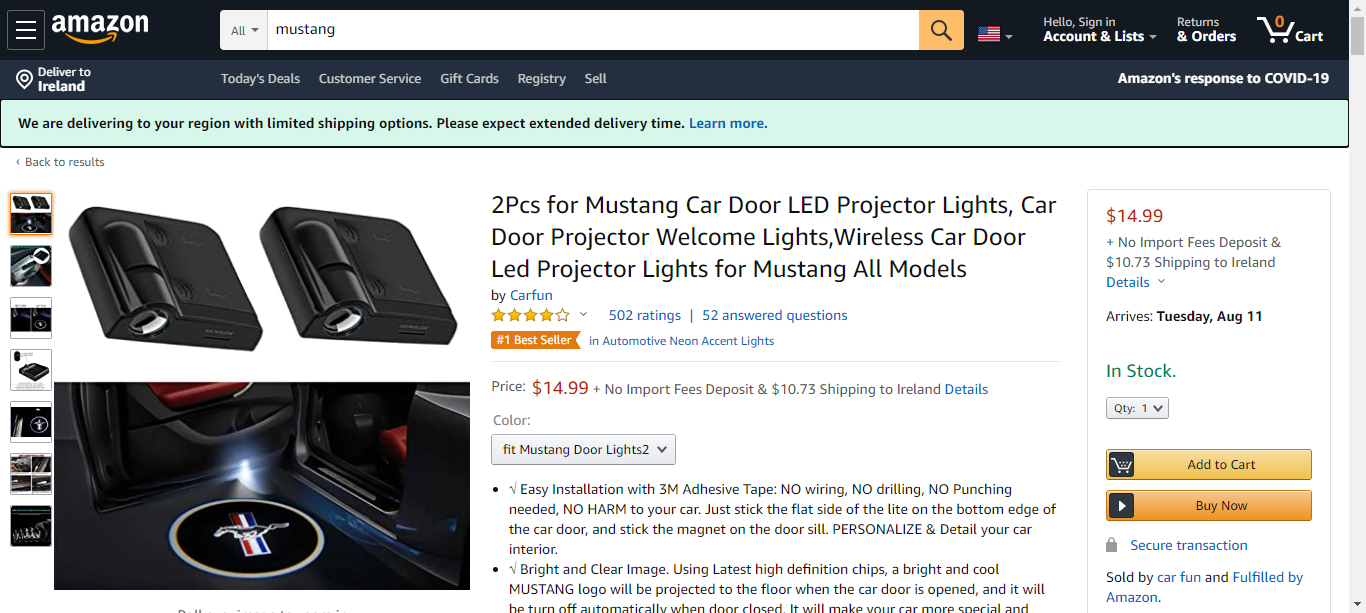 amazon
All
mustang
Hello, Sign in
Account & Lists
Returns
& Orders
0
Cart
Deliver to
Ireland
Today's Deals
Customer Service
Gift Cards
Registry
Sell
Amazon's response to COVID-19
We are delivering to your region with limited shipping options. Please expect extended delivery time. Learn more.
‹ Back to results
2Pcs for Mustang Car Door LED Projector Lights, Car
Door Projector Welcome Lights,Wireless Car Door
Led Projector Lights for Mustang All Models
by Carfun
502 ratings | 52 answered questions
#1 Best Seller in Automotive Neon Accent Lights
Price: $14.99 + No Import Fees Deposit & $10.73 Shipping to Ireland Details
Color:
fit Mustang Door Lights2
• √ Easy Installation with 3M Adhesive Tape: NO wiring, NO drilling, NO Punching
needed, NO HARM to your car. Just stick the flat side of the lite on the bottom edge of
the car door, and stick the magnet on the door sill. PERSONALIZE & Detail your car
interior.
• √ Bright and Clear Image. Using Latest high definition chips, a bright and cool
MUSTANG logo will be projected to the floor when the car door is opened, and it will
be turn off automatically when door closed. It will make your car more special and
$14.99
+ No Import Fees Deposit &
$10.73 Shipping to Ireland
Details
Arrives: Tuesday, Aug 11
In Stock.
Qty: 1
Add to Cart
Buy Now
Secure transaction
Sold by car fun and Fulfilled by
Amazon.